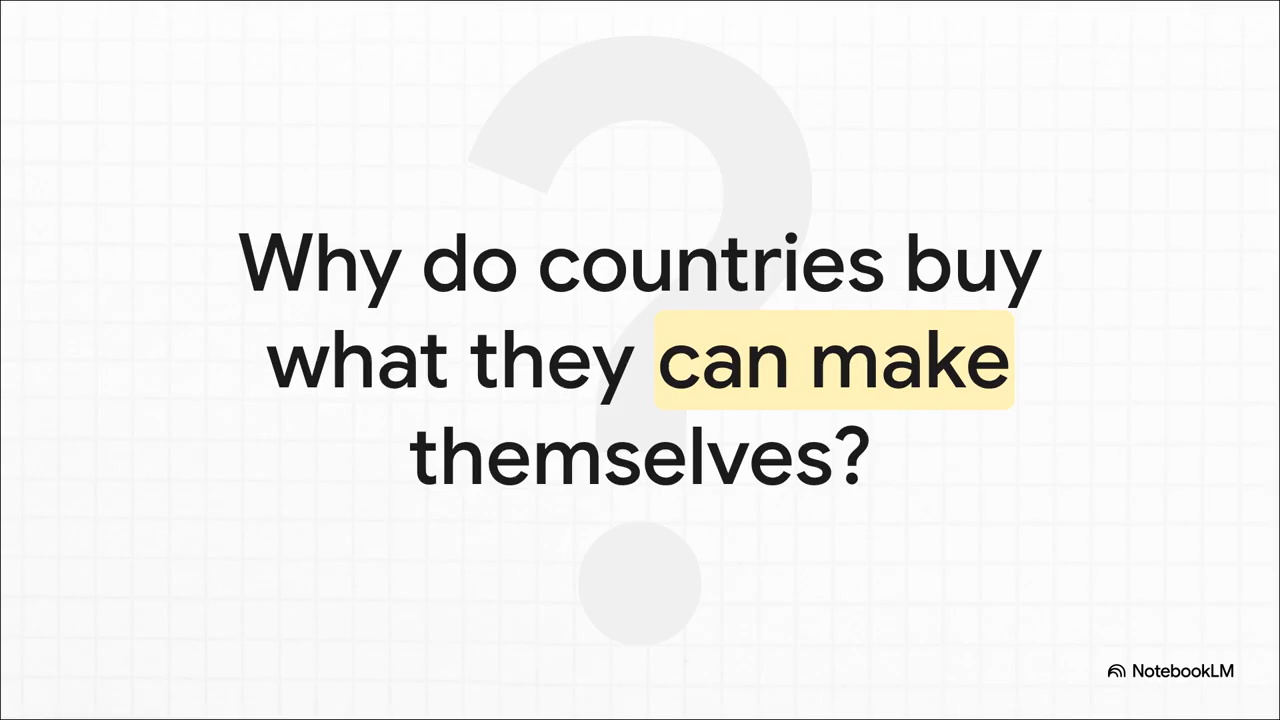 Why do countries buy
what they can make
themselves?
NotebookLM